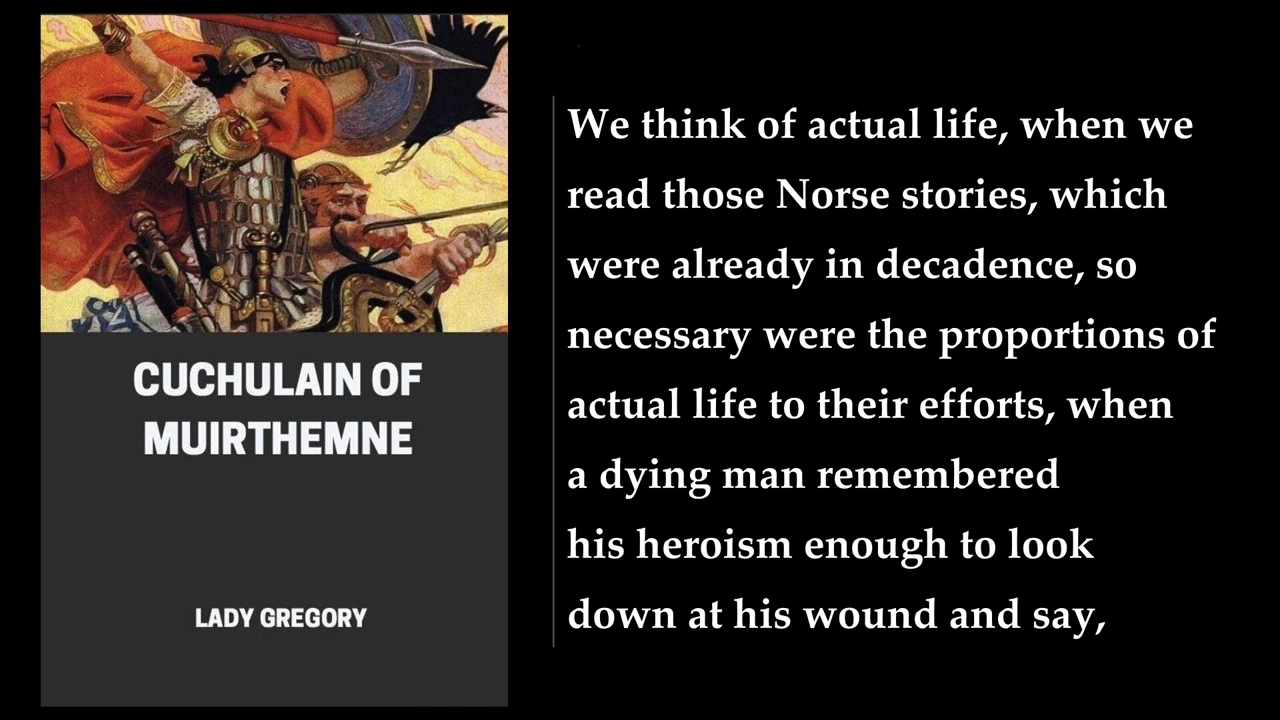 CUCHULAIN OF
MUIRTHEMNE
LADY GREGORY
We think of actual life, when we
read those Norse stories, which
were already in decadence, so
necessary were the proportions of
actual life to their efforts, when
a dying man remembered
his heroism enough to look
down at his wound and say,